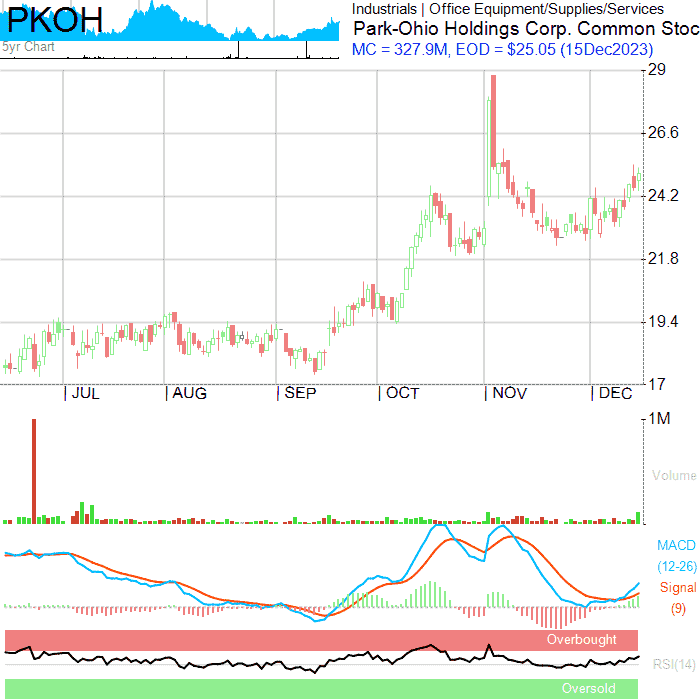 PKOH
Industrials | Office Equipment/Supplies/Services
Park-Ohio Holdings Corp. Common Stoc
MC = 327.9M, EOD = $25.05 (15Dec2023)
5yr Chart
29
26.6
24.2
21.8
19.4
17
| JUL | AUG | SEP | OCT | NOV | DEC
1M
Volume
MACD
(12-26)
Signal
(9)
Overbought
RSI(14)
Oversold